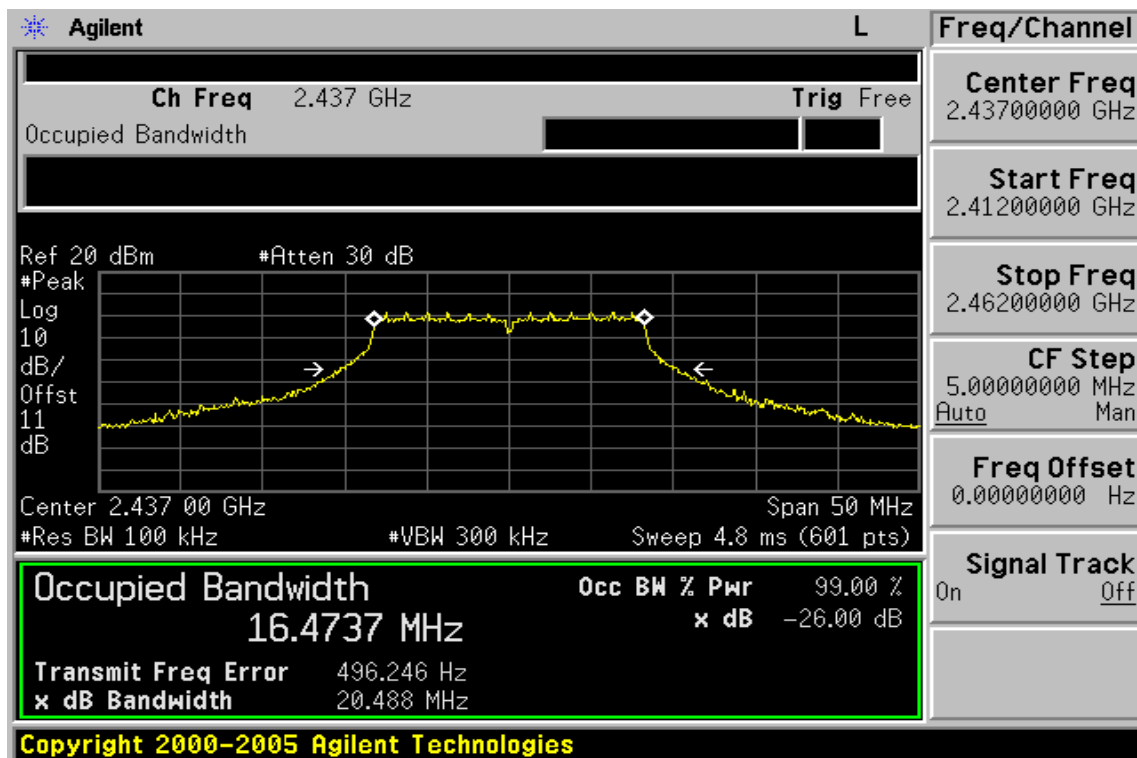 Agilent
L
Ch Freq 2.437 GHz
Trig Free
Occupied Bandwidth
Ref 20 dBm #Atten 30 dB
#Peak
Log
10
dB/
Offst
11
dB
Center 2.437 00 GHz Span 50 MHz
#Res BW 100 kHz #VBW 300 kHz Sweep 4.8 ms (601 pts)
Occupied Bandwidth
16.4737 MHz
Occ BW % Pwr 99.00 %
x dB -26.00 dB
Transmit Freq Error 496.246 Hz
x dB Bandwidth 20.488 MHz
Copyright 2000-2005 Agilent Technologies
Freq/Channel
Center Freq
2.43700000 GHz
Start Freq
2.41200000 GHz
Stop Freq
2.46200000 GHz
CF Step
5.00000000 MHz
Auto Man
Freq Offset
0.00000000 Hz
Signal Track
On Off